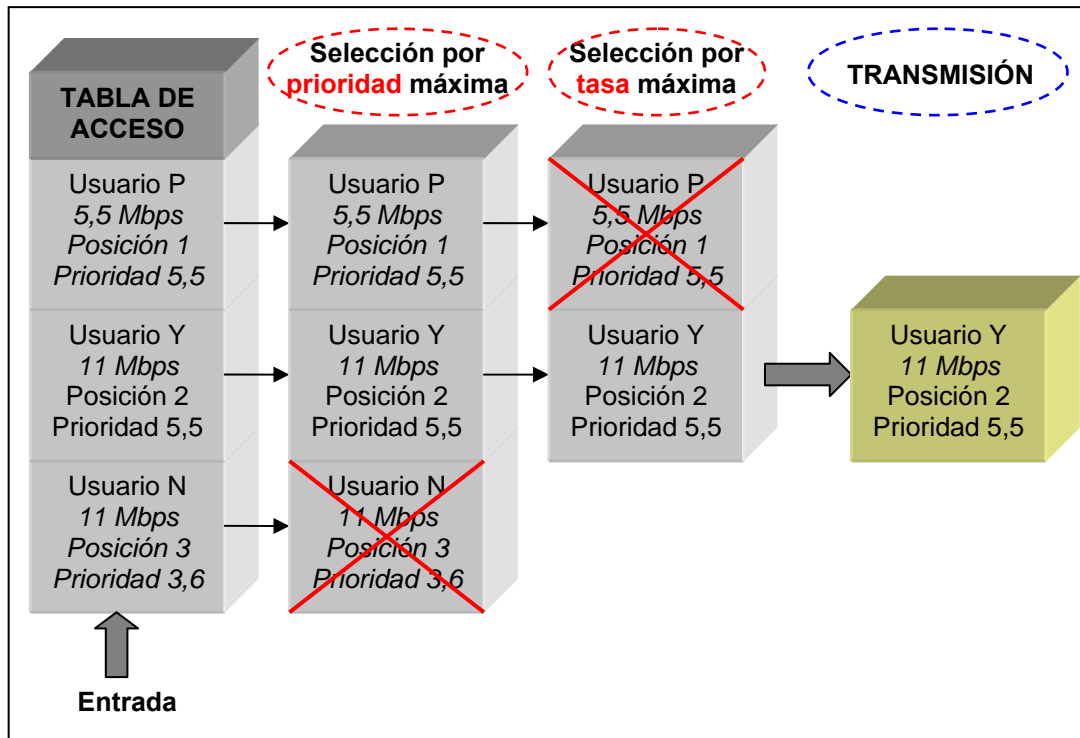 TABLA DE
ACCESO
Usuario P
5,5 Mbps
Posición 1
Prioridad 5,5
Usuario Y
11 Mbps
Posición 2
Prioridad 5,5
Usuario N
11 Mbps
Posición 3
Prioridad 3,6
Entrada
Selección por
prioridad máxima
Usuario P
5,5 Mbps
Posición 1
Prioridad 5,5
Usuario Y
11 Mbps
Posición 2
Prioridad 5,5
Usuario N
11 Mbps
Posición 3
Prioridad 3,6
Selección por
tasa máxima
Usuario P
5,5 Mbps
Posición 1
Prioridad 5,5
Usuario Y
11 Mbps
Posición 2
Prioridad 5,5
TRANSMISIÓN
Usuario Y
11 Mbps
Posición 2
Prioridad 5,5